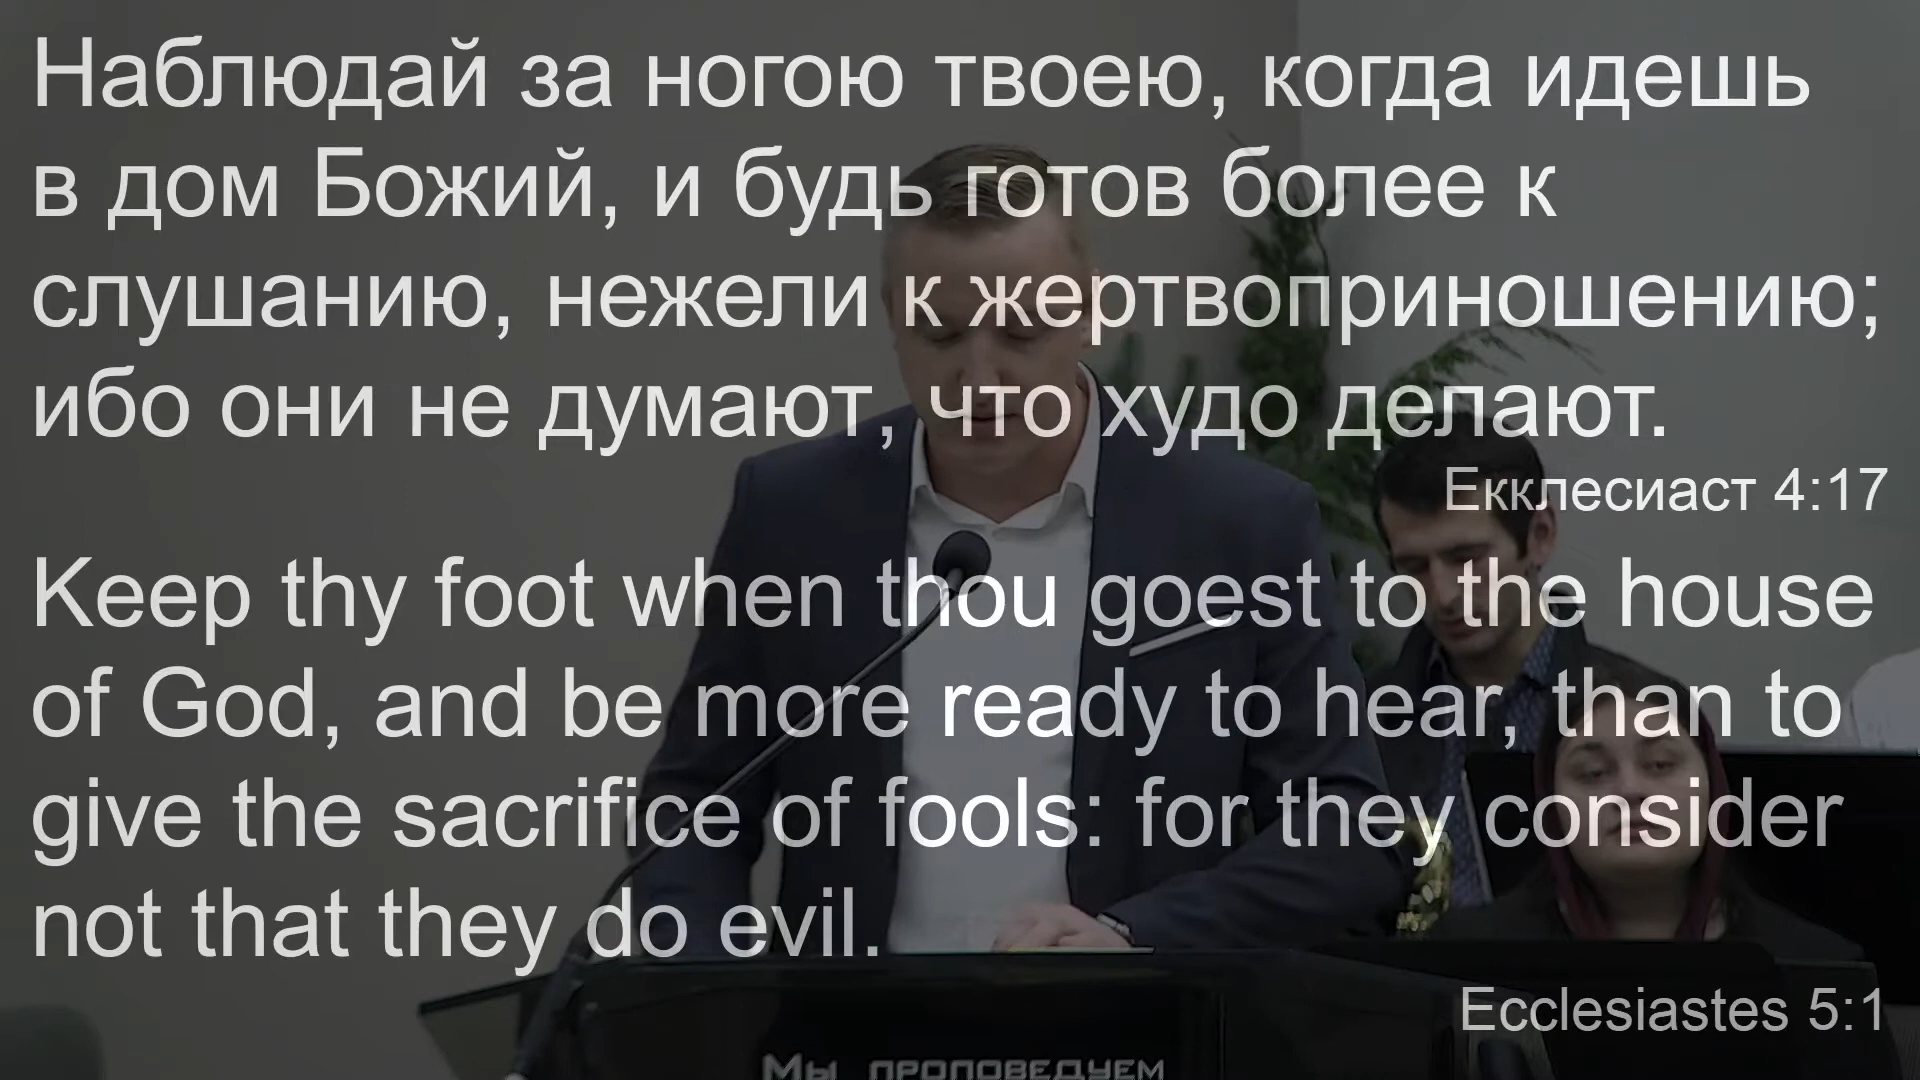 Наблюдай за ногою твоею, когда идешь
в дом Божий, и будь готов более к
слушанию, нежели к жертвоприношению;
ибо они не думают, что худо делают.
Екклесиаст 4:17
Keep thy foot when thou goest to the house
of God, and be more ready to hear, than to
give the sacrifice of fools: for they consider
not that they do evil.
Ecclesiastes 5:1
Мы проповедуем